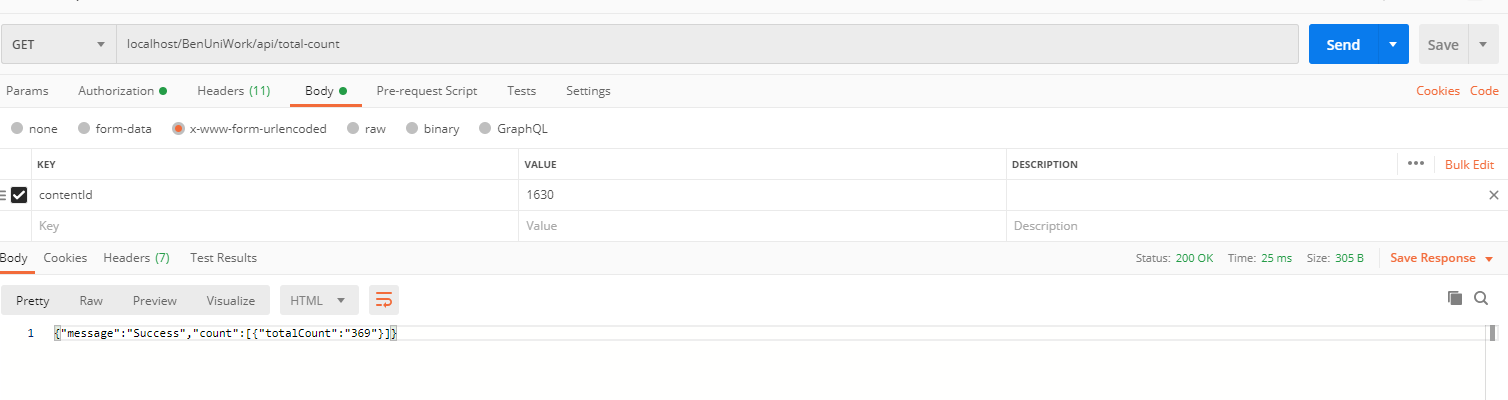 GET localhost/BenUniWork/api/total-count Send Save
Params Authorization Headers (11) Body Pre-request Script Tests Settings Cookies Code
none form-data x-www-form-urlencoded raw binary GraphQL
KEY VALUE DESCRIPTION ••• Bulk Edit
contentId 1630
Key Value Description
Body Cookies Headers (7) Test Results Status: 200 OK Time: 25 ms Size: 305 B Save Response
Pretty Raw Preview Visualize HTML
1 {"message":"Success","count":[{"totalCount":"369"}]}